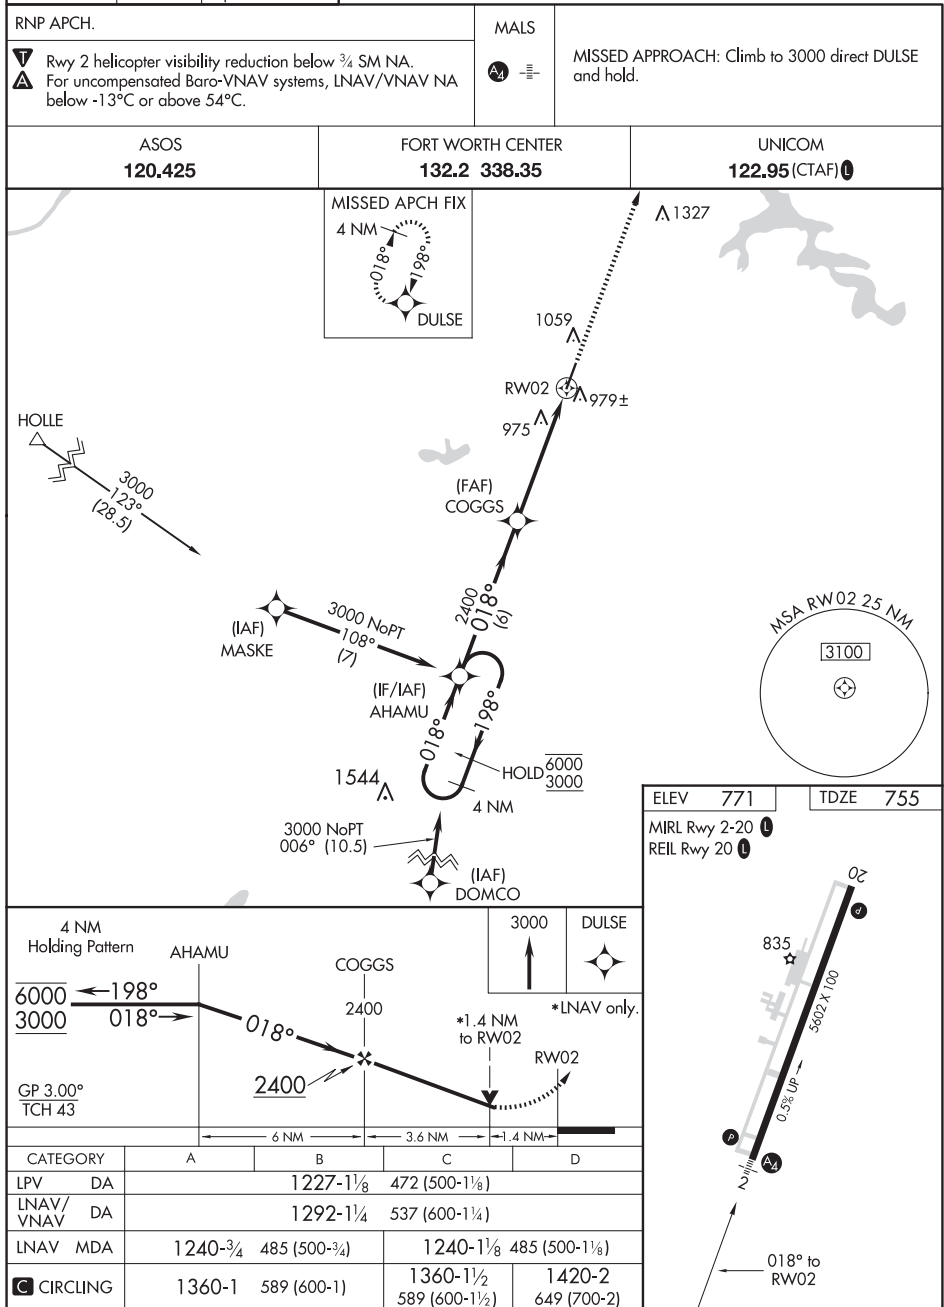 RNP APCH.
T Rwy 2 helicopter visibility reduction below ¾ SM NA.
A For uncompensated Baro-VNAV systems, LNAV/VNAV NA
below -13°C or above 54°C.
MALS
A4
MISSED APPROACH: Climb to 3000 direct DULSE
and hold.
ASOS
120.425
FORT WORTH CENTER
132.2 338.35
UNICOM
122.95 (CTAF) L
MISSED APCH FIX
4 NM
018°
198°
DULSE
1327
1059
RW02
979±
975
HOLLE
3000
123°
(28.5)
(FAF)
COGGS
2400
018°
(6)
(IAF)
MASKE
3000 NoPT
108°
(7)
(IF/IAF)
AHAMU
018°
198°
HOLD 6000
3000
4 NM
1544
3000 NoPT
006° (10.5)
(IAF)
DOMCO
MSA RW02 25 NM
3100
ELEV 771
TDZE 755
MIRL Rwy 2-20 L
REIL Rwy 20 L
20
P
835
5602 X 100
0.5% UP
P
A4
2
018° to
RW02
4 NM
Holding Pattern
AHAMU
COGGS
2400
3000
DULSE
*LNAV only.
6000
3000
198°
018°
018°
*1.4 NM
to RW02
RW02
2400
GP 3.00°
TCH 43
6 NM
3.6 NM
1.4 NM
CATEGORY A B C D
LPV DA 1227-1⅛ 472 (500-1⅛)
LNAV/
VNAV DA 1292-1¼ 537 (600-1¼)
LNAV MDA 1240-¾ 485 (500-¾) 1240-1⅛ 485 (500-1⅛)
C CIRCLING 1360-1 589 (600-1) 1360-1½ 1420-2
589 (600-1½) 649 (700-2)